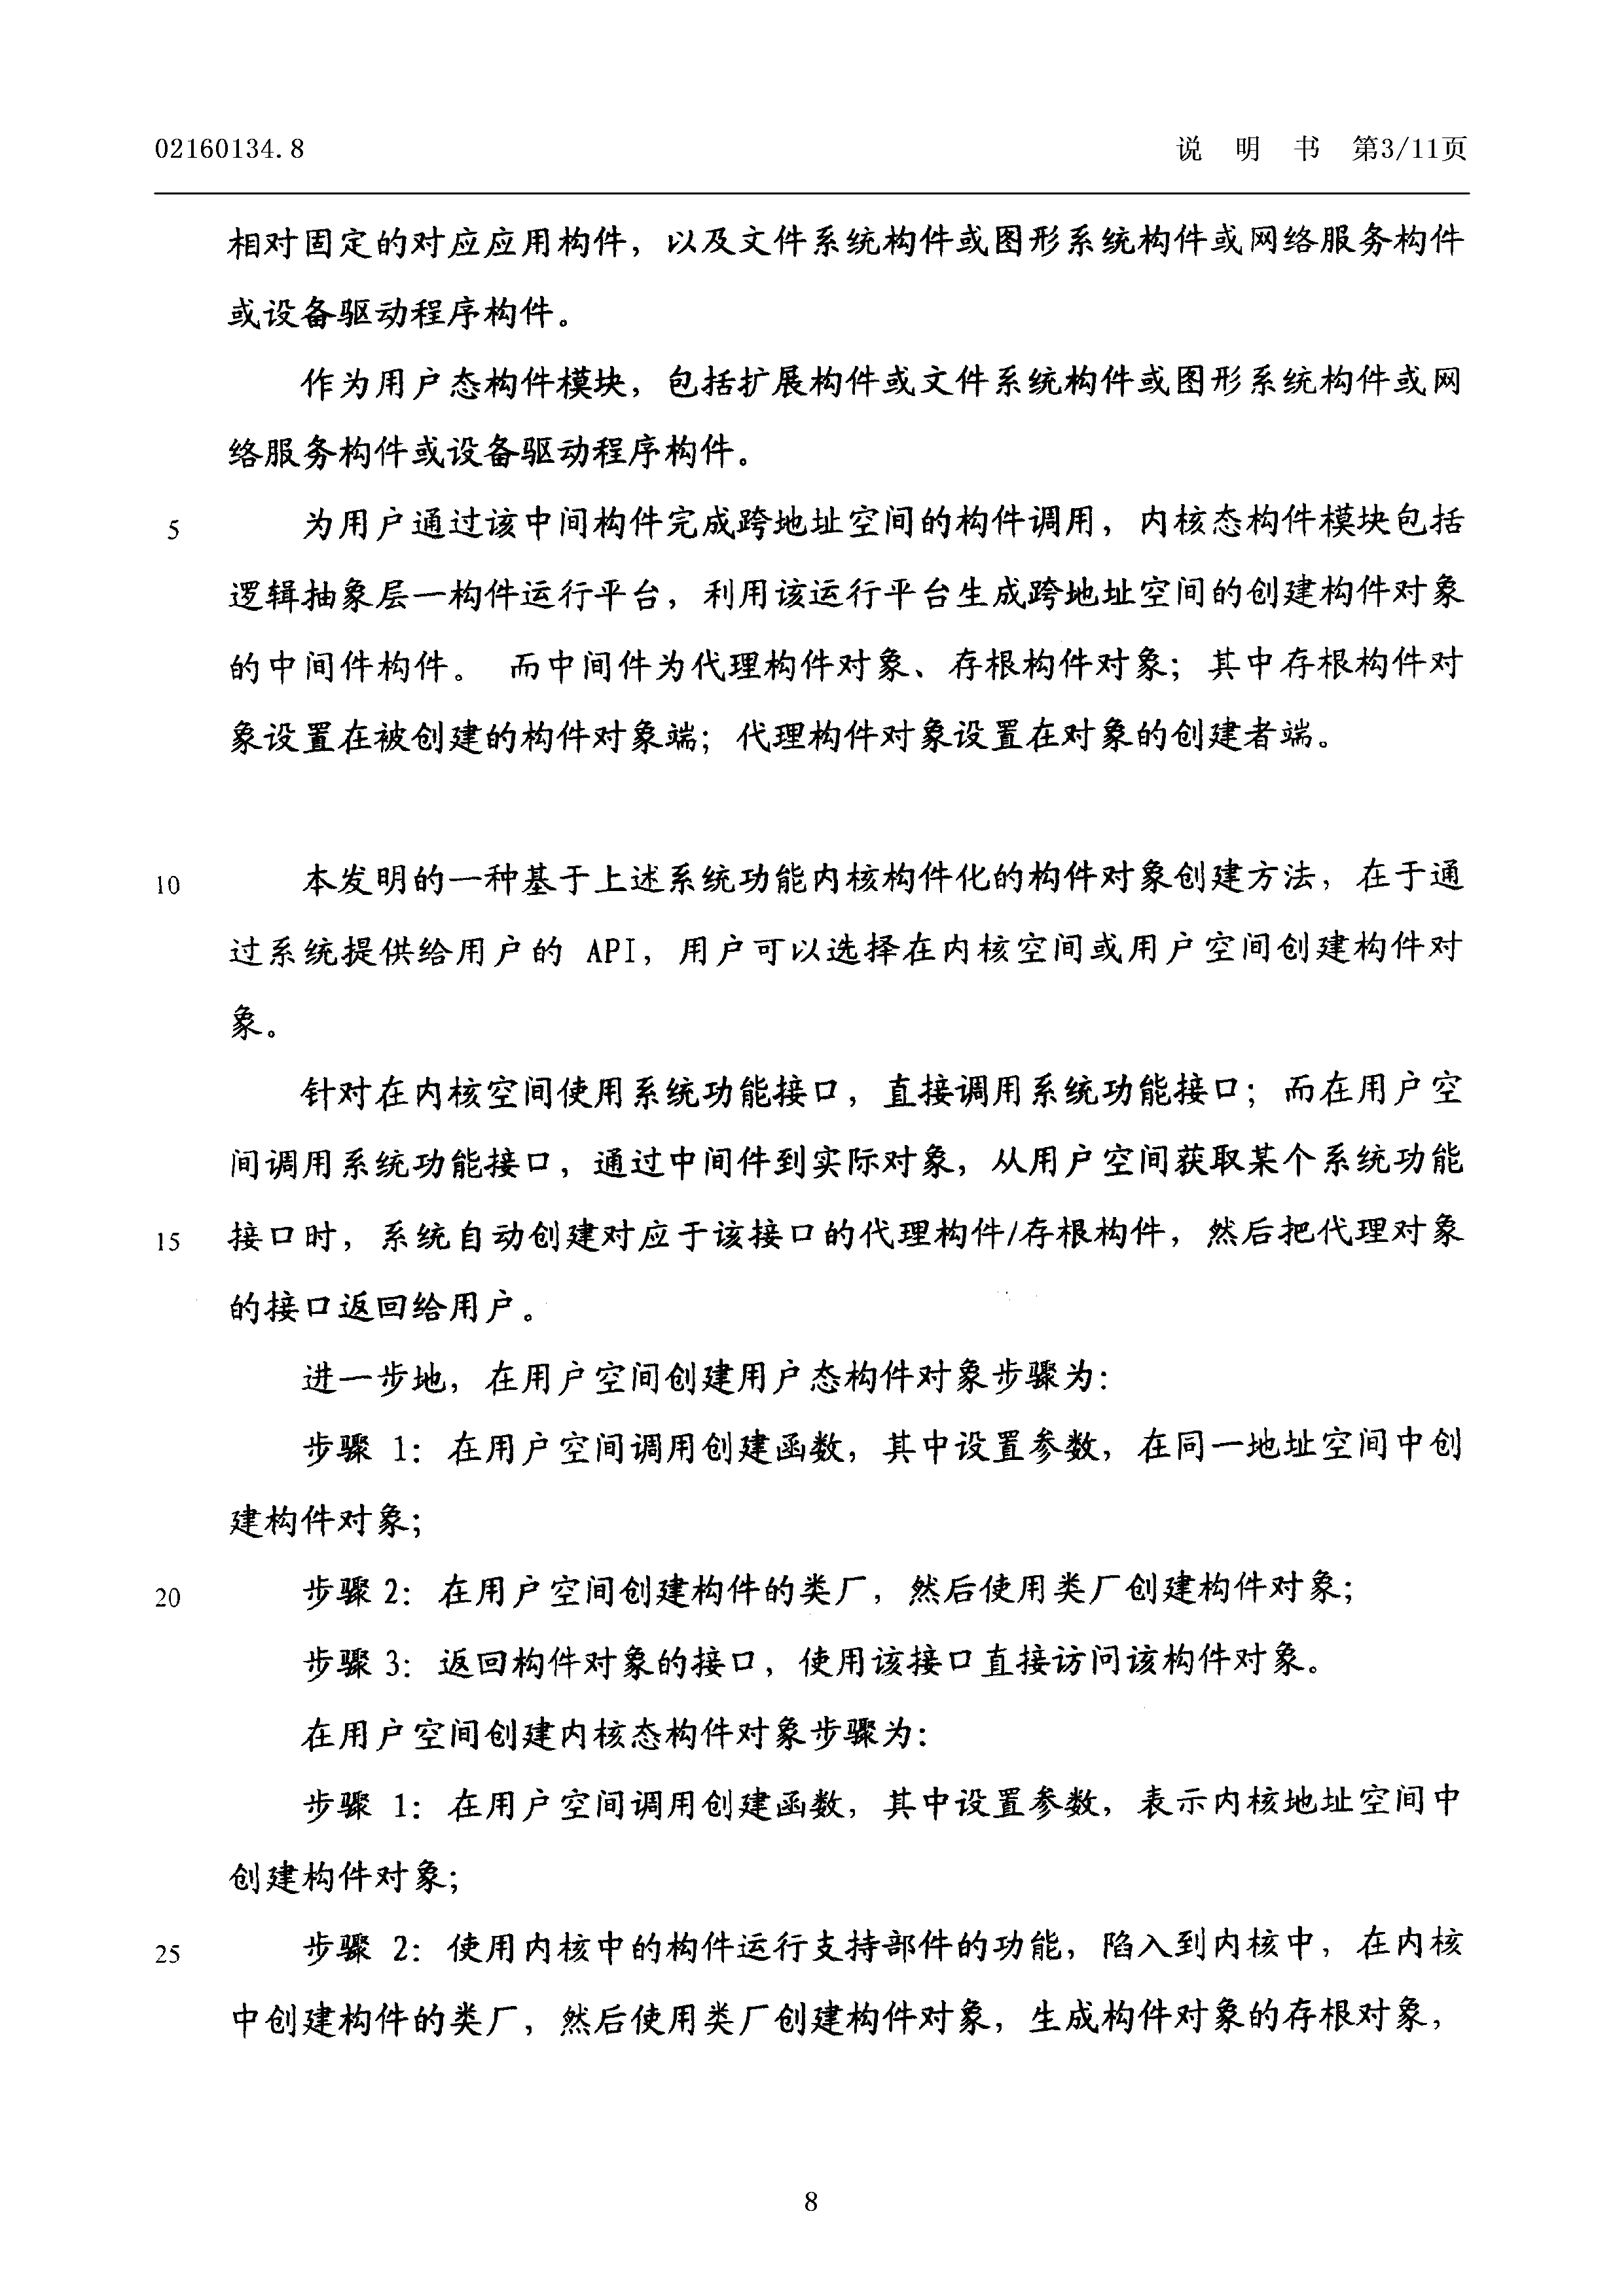 02160134.8
说 明 书 第3/11页
相对固定的对应应用构件，以及文件系统构件或图形系统构件或网络服务构件
或设备驱动程序构件。
作为用户态构件模块，包括扩展构件或文件系统构件或图形系统构件或网
络服务构件或设备驱动程序构件。
5 为用户通过该中间构件完成跨地址空间的构件调用，内核态构件模块包括
逻辑抽象层一构件运行平台，利用该运行平台生成跨地址空间的创建构件对象
的中间件构件。 而中间件为代理构件对象、存根构件对象；其中存根构件对
象设置在被创建的构件对象端；代理构件对象设置在对象的创建者端。
10 本发明的一种基于上述系统功能内核构件化的构件对象创建方法，在于通
过系统提供给用户的 API，用户可以选择在内核空间或用户空间创建构件对
象。
针对在内核空间使用系统功能接口，直接调用系统功能接口；而在用户空
间调用系统功能接口，通过中间件到实际对象，从用户空间获取某个系统功能
15 接口时，系统自动创建对应于该接口的代理构件/存根构件，然后把代理对象
的接口返回给用户。
进一步地，在用户空间创建用户态构件对象步骤为：
步骤 1：在用户空间调用创建函数，其中设置参数，在同一地址空间中创
建构件对象；
20 步骤 2：在用户空间创建构件的类厂，然后使用类厂创建构件对象；
步骤 3：返回构件对象的接口，使用该接口直接访问该构件对象。
在用户空间创建内核态构件对象步骤为：
步骤 1：在用户空间调用创建函数，其中设置参数，表示内核地址空间中
创建构件对象；
25 步骤 2：使用内核中的构件运行支持部件的功能，陷入到内核中，在内核
中创建构件的类厂，然后使用类厂创建构件对象，生成构件对象的存根对象，
8